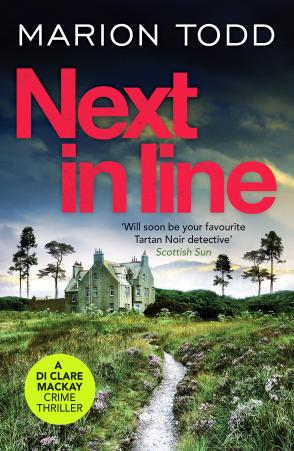 MARION TODD
Next
in line
‘Will soon be your favourite
Tartan Noir detective’
Scottish Sun
A
DI CLARE
MACKAY
CRIME
THRILLER